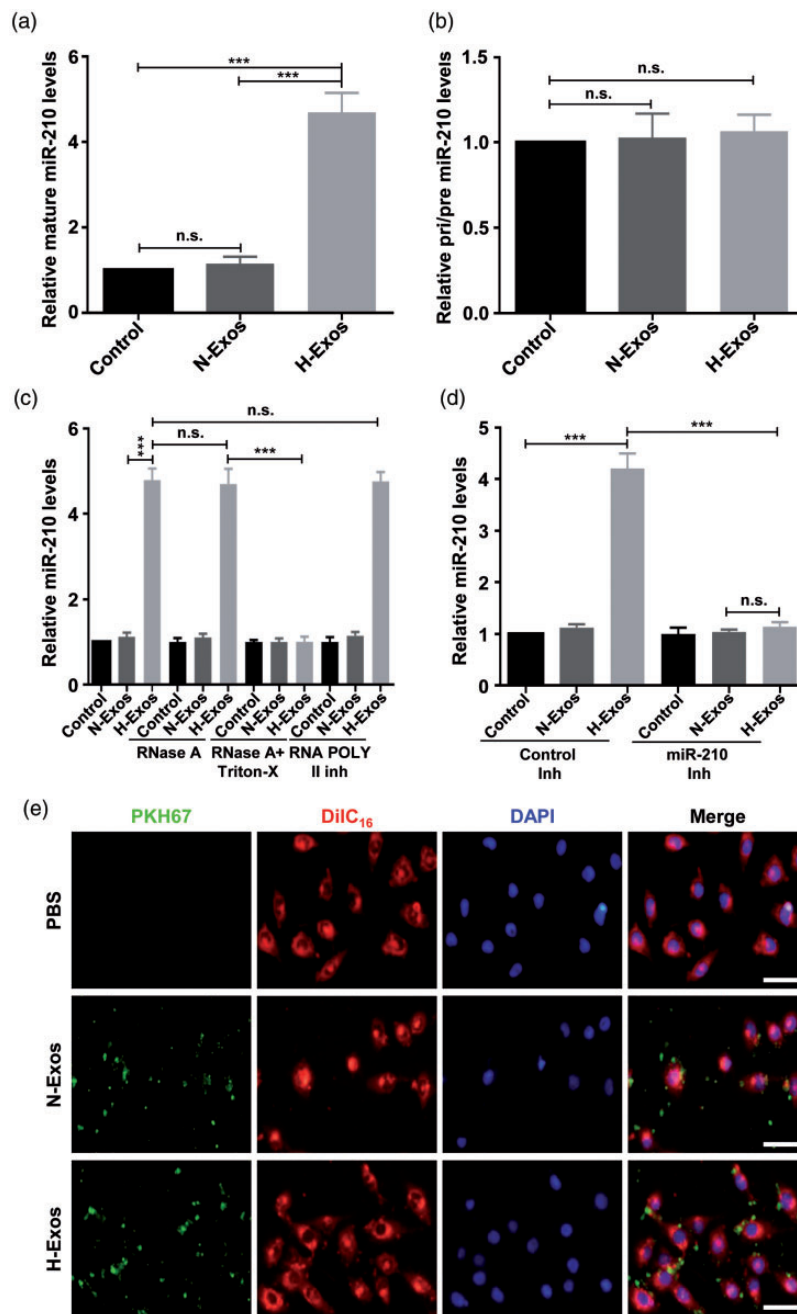 (a)
Relative mature miR-210 levels
6
4
2
0
***
***
n.s.
Control
N-Exos
H-Exos
(b)
Relative pri/pre miR-210 levels
1.5
1.0
0.5
0.0
n.s.
n.s.
Control
N-Exos
H-Exos
(c)
Relative miR-210 levels
6
4
2
0
n.s.
***
n.s.
***
Control
N-Exos
H-Exos
Control
N-Exos
H-Exos
Control
N-Exos
H-Exos
Control
N-Exos
H-Exos
RNase A
RNase A+
Triton-X
RNA POLY
II inh
(d)
Relative miR-210 levels
5
4
3
2
1
0
***
***
n.s.
Control
N-Exos
H-Exos
Control
N-Exos
H-Exos
Control
Inh
miR-210
Inh
(e)
PKH67
DilC16
DAPI
Merge
PBS
N-Exos
H-Exos